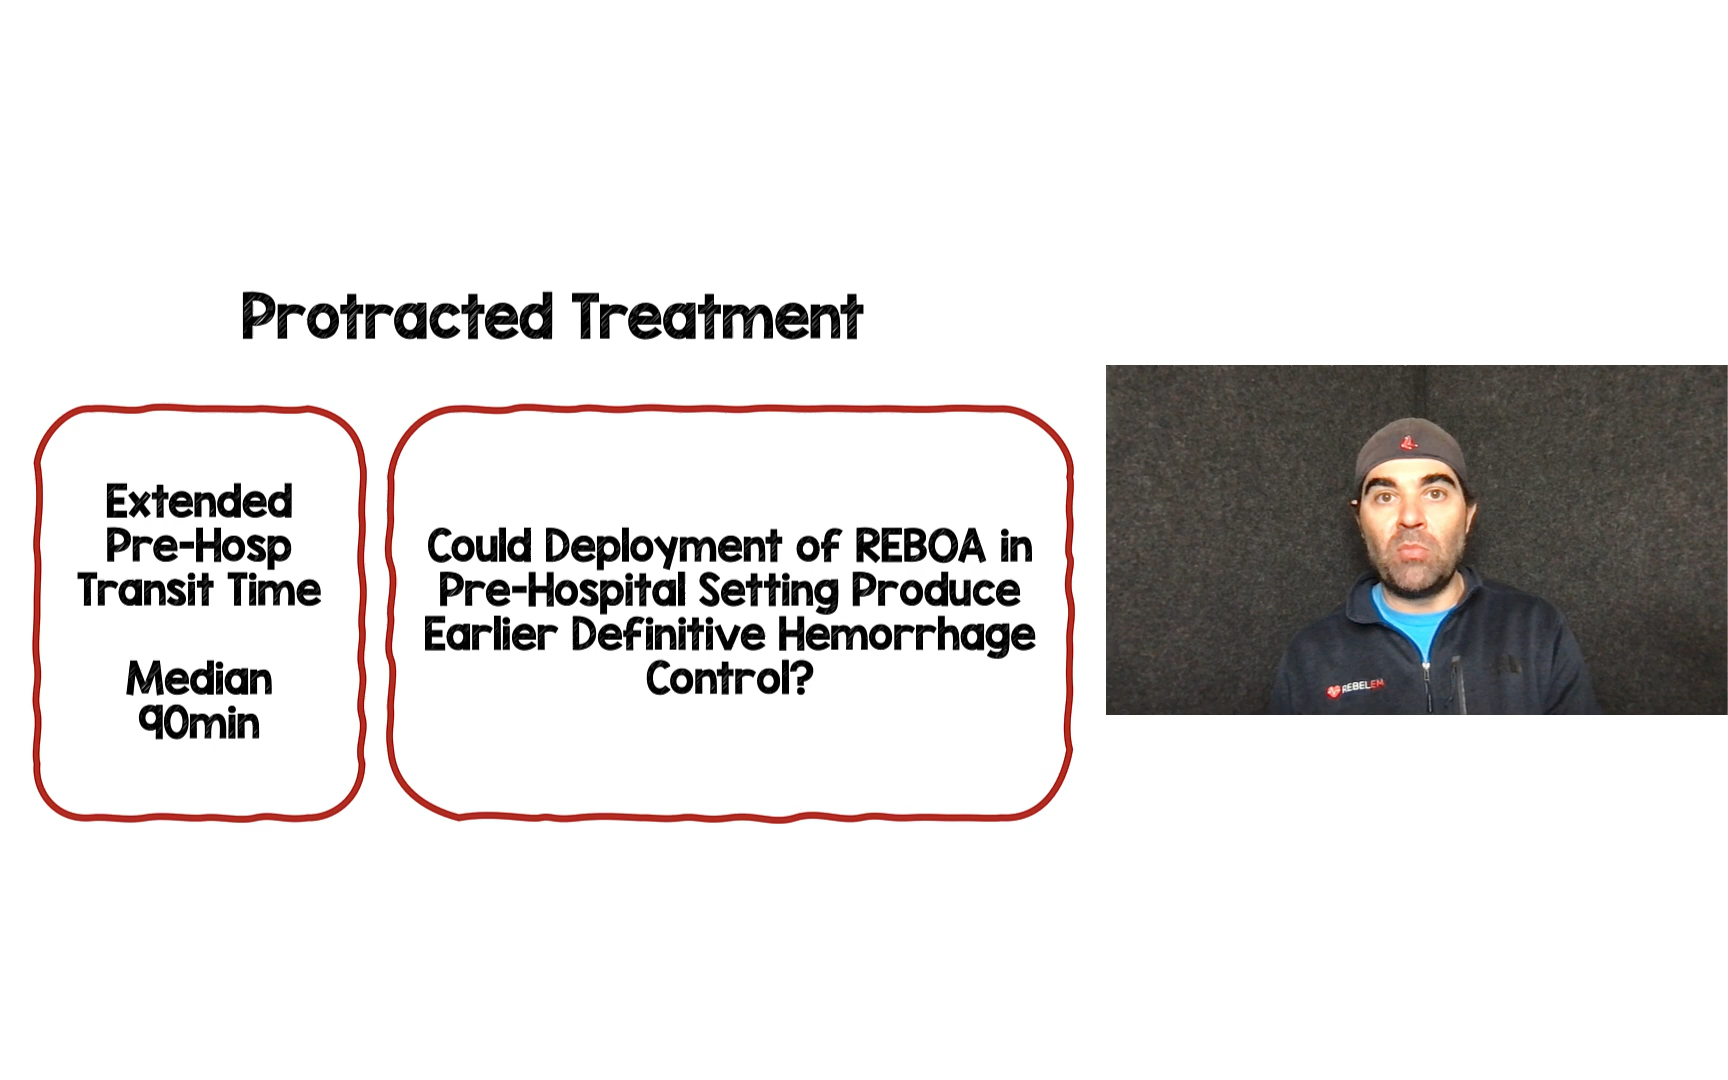 Protracted Treatment
Extended
Pre-Hosp
Transit Time
Median
90min
Could Deployment of REBOA in
Pre-Hospital Setting Produce
Earlier Definitive Hemorrhage
Control?
REBELEM